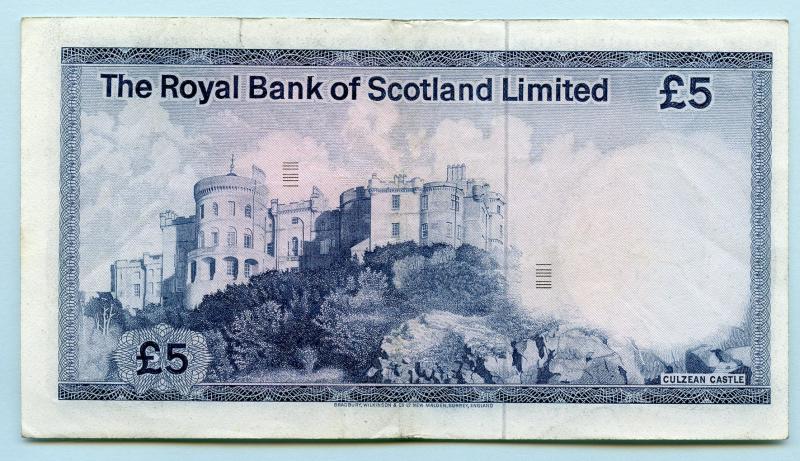 The Royal Bank of Scotland Limited £5
£5
CULZEAN CASTLE
BRADBURY, WILKINSON & Co Ld NEW MALDEN, SURREY, ENGLAND